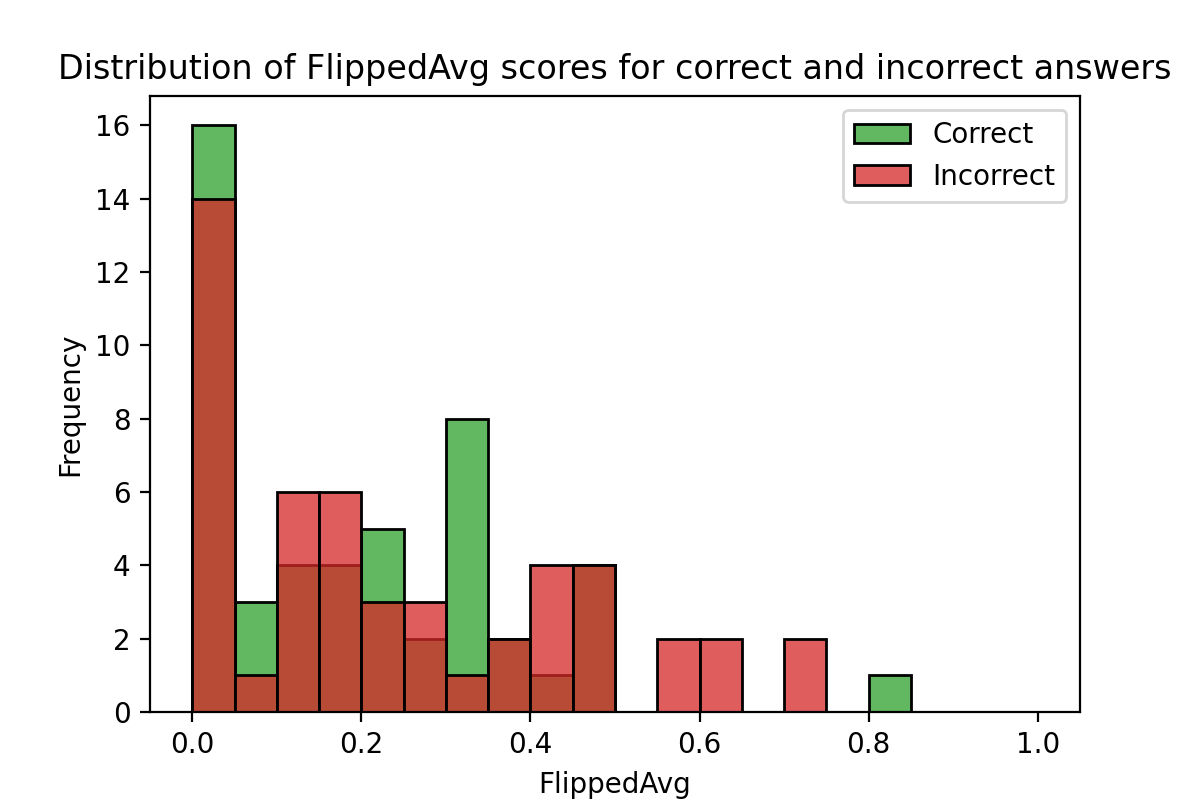 Distribution of FlippedAvg scores for correct and incorrect answers
Correct
Incorrect
16
14
12
10
8
6
4
2
0
Frequency
0.0 0.2 0.4 0.6 0.8 1.0
FlippedAvg